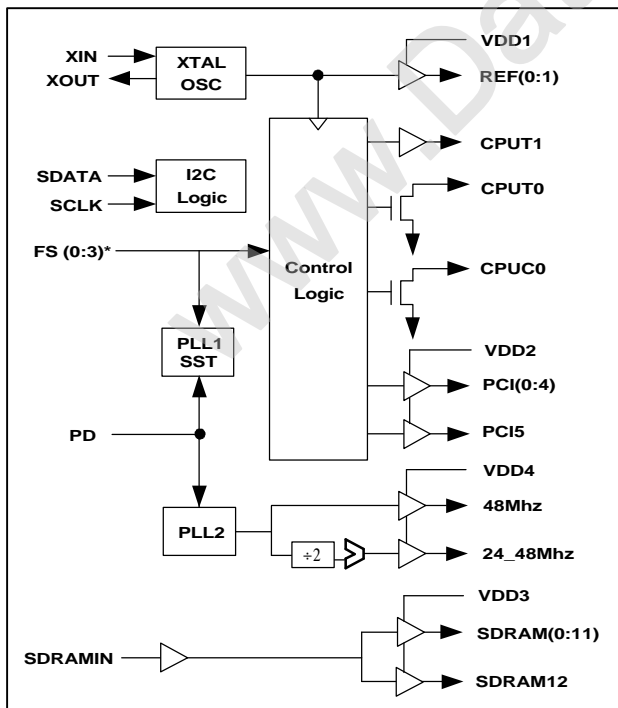 XIN
XOUT
XTAL
OSC
VDD1
REF(0:1)
CPUT1
SDATA
SCLK
I2C
Logic
CPUT0
FS (0:3)*
Control
Logic
CPUC0
PLL1
SST
VDD2
PCI(0:4)
PD
PCI5
VDD4
PLL2
48Mhz
÷2
24_48Mhz
VDD3
SDRAMIN
SDRAM(0:11)
SDRAM12
www.Da